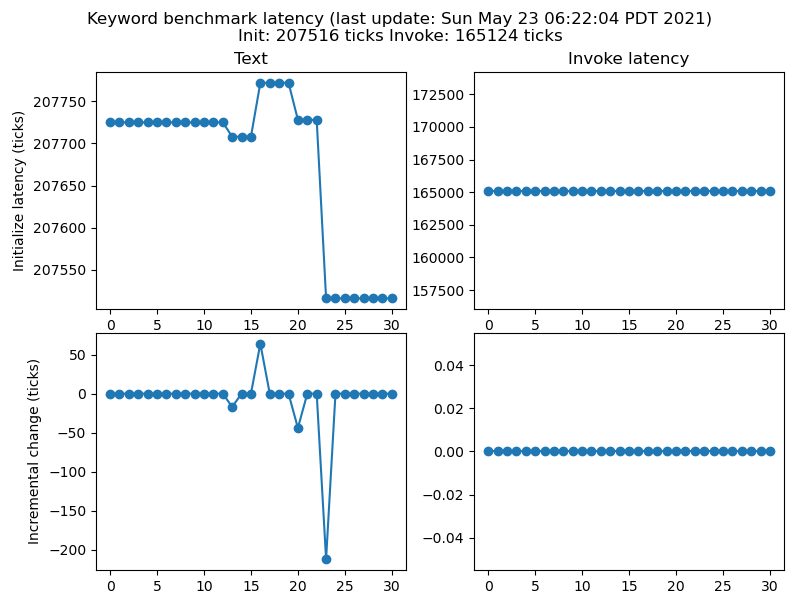 Keyword benchmark latency (last update: Sun May 23 06:22:04 PDT 2021)
Init: 207516 ticks Invoke: 165124 ticks
Text
Initialize latency (ticks)
207750
207700
207650
207600
207550
0 5 10 15 20 25 30
Invoke latency
172500
170000
167500
165000
162500
160000
157500
0 5 10 15 20 25 30
Incremental change (ticks)
50
0
−50
−100
−150
−200
0 5 10 15 20 25 30
0.04
0.02
0.00
−0.02
−0.04
0 5 10 15 20 25 30